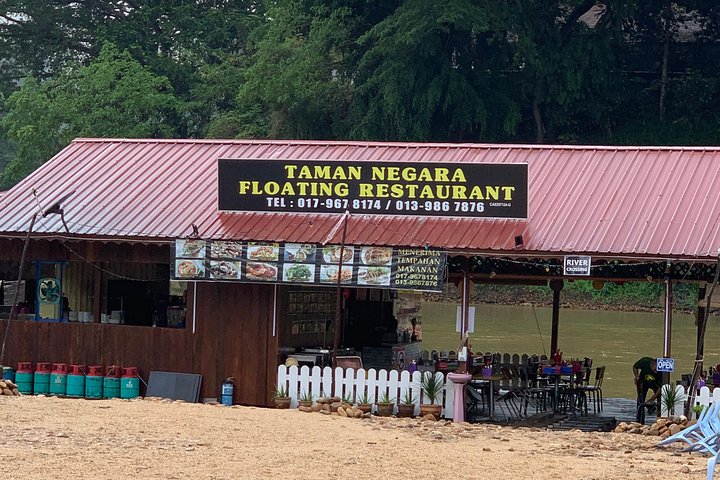 TAMAN NEGARA
FLOATING RESTAURANT
TEL : 017-967 8174 / 013-986 7876
MENERIMA
TEMPAHAN
MAKANAN
017-9678174
013-9867876
RIVER
CROSSING
OPEN